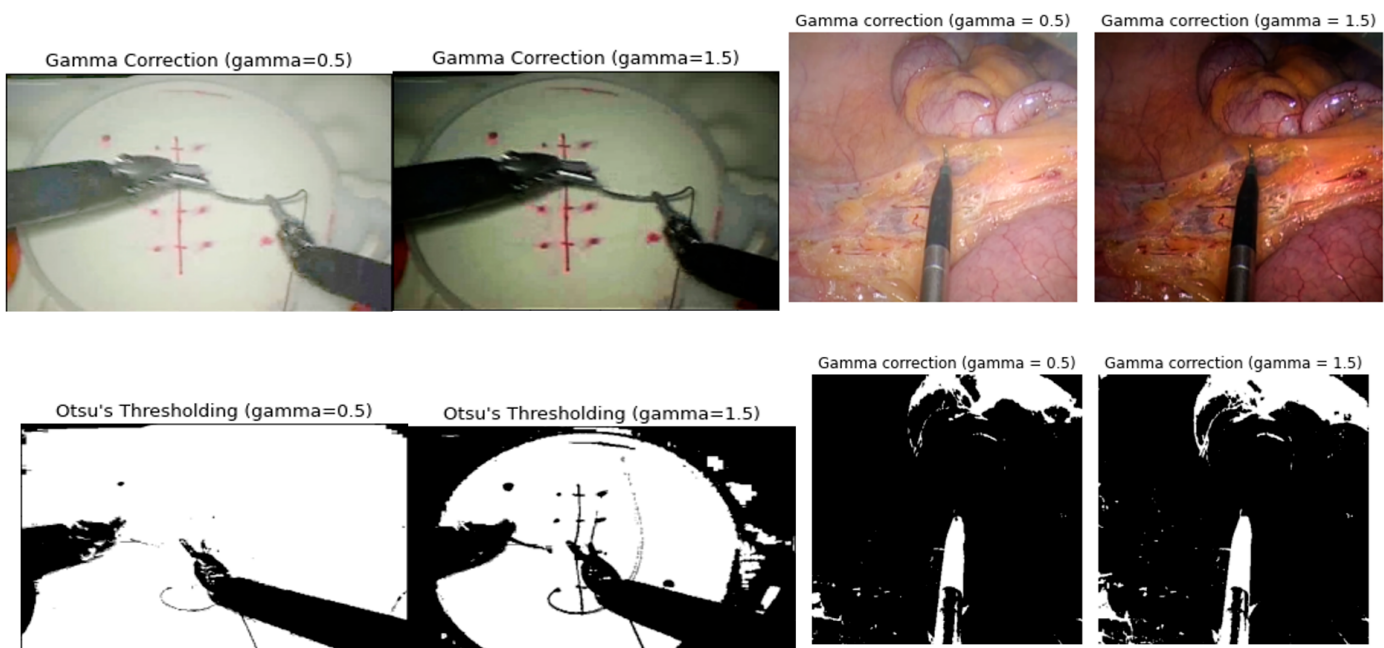 Gamma Correction (gamma=0.5)
Gamma Correction (gamma=1.5)
Gamma correction (gamma = 0.5)
Gamma correction (gamma = 1.5)
Otsu's Thresholding (gamma=0.5)
Otsu's Thresholding (gamma=1.5)
Gamma correction (gamma = 0.5)
Gamma correction (gamma = 1.5)